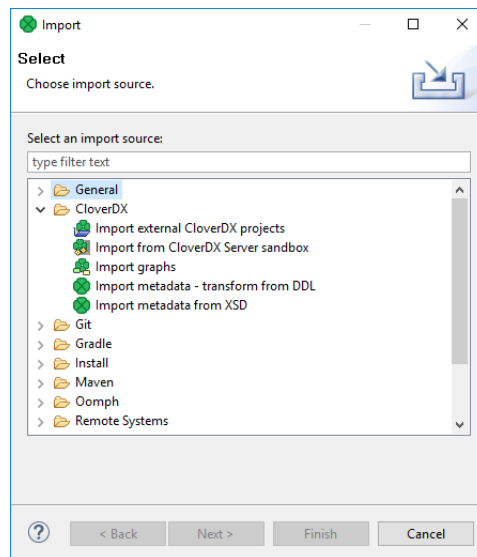 Import
Select
Choose import source.
Select an import source:
type filter text
General
CloverDX
Import external CloverDX projects
Import from CloverDX Server sandbox
Import graphs
Import metadata - transform from DDL
Import metadata from XSD
Git
Gradle
Install
Maven
Oomph
Remote Systems
? < Back Next > Finish Cancel